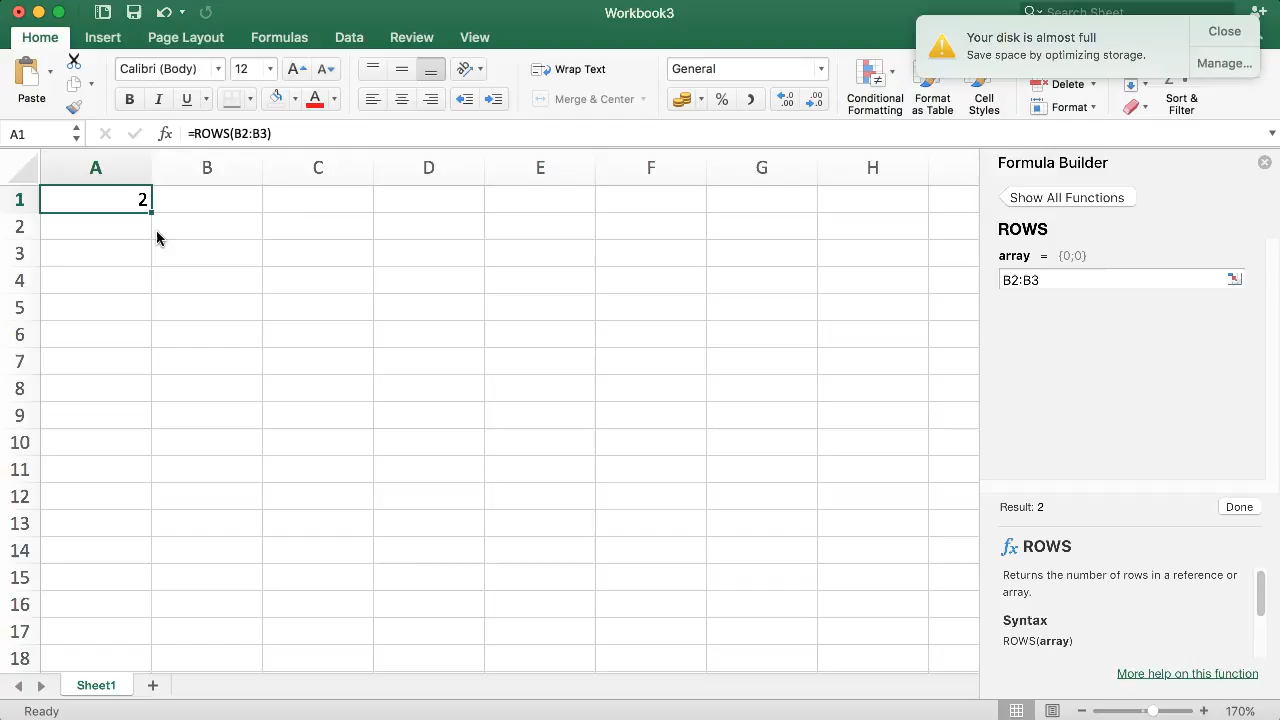 Workbook3
Search Sheet
Home Insert Page Layout Formulas Data Review View
Your disk is almost full
Save space by optimizing storage.
Close
Manage...
Paste
Calibri (Body) 12 A A
B I U A
Wrap Text
Merge & Center
General
%
Conditional
Formatting
Format
as Table
Cell
Styles
Delete
Format
Sort &
Filter
A1 fx =ROWS(B2:B3)
A B C D E F G H
1 2
2
3
4
5
6
7
8
9
10
11
12
13
14
15
16
17
18
Formula Builder
Show All Functions
ROWS
array = {0;0}
B2:B3
Result: 2
Done
fx ROWS
Returns the number of rows in a reference or
array.
Syntax
ROWS(array)
More help on this function
Sheet1 +
Ready
170%